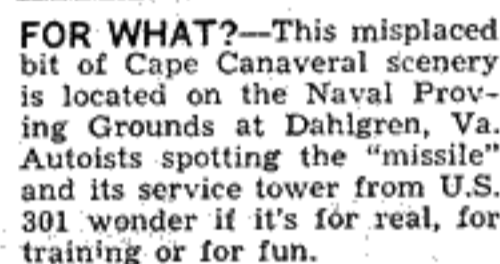 FOR WHAT?—This misplaced
bit of Cape Canaveral scenery
is located on the Naval Prov-
ing Grounds at Dahlgren, Va.
Autoists spotting the "missile"
and its service tower from U.S.
301 wonder if it's for real, for
training or for fun.